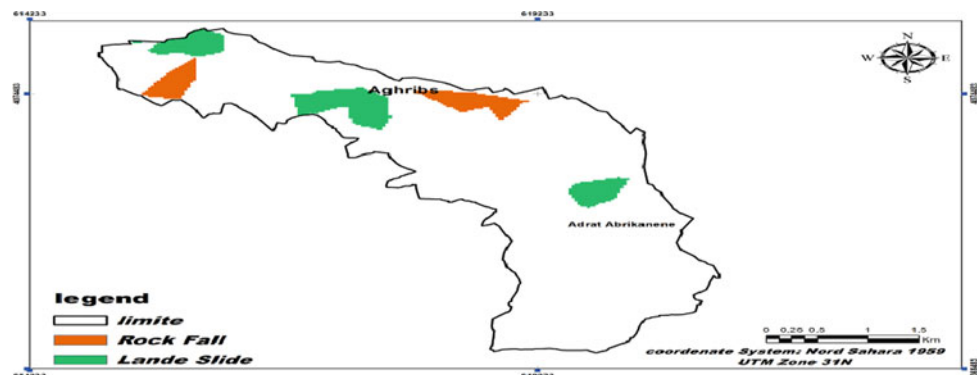 614233
619233
N
W E
S
Aghribs
Adrat Abrikanene
legend
limite
Rock Fall
Lande Slide
0 0,25 0,5 1 1,5
Km
coordenate System: Nord Sahara 1959
UTM Zone 31N